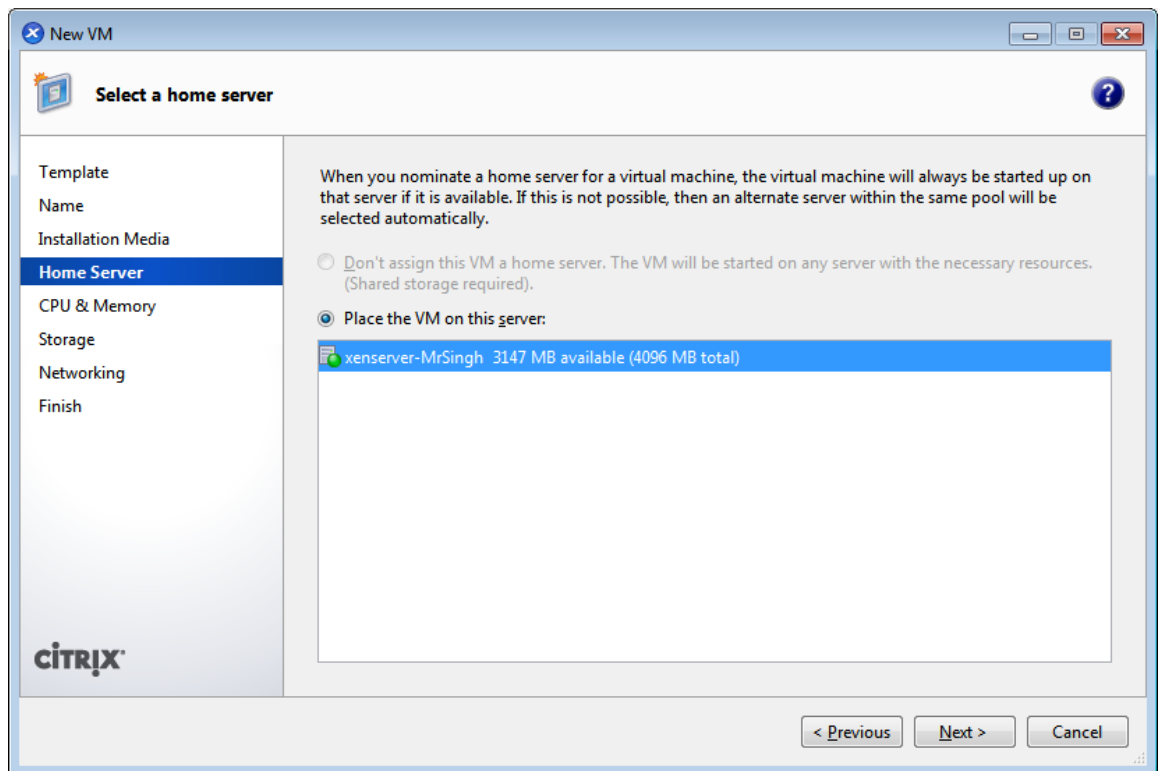 New VM
Select a home server
?
Template
Name
Installation Media
Home Server
CPU & Memory
Storage
Networking
Finish
When you nominate a home server for a virtual machine, the virtual machine will always be started up on
that server if it is available. If this is not possible, then an alternate server within the same pool will be
selected automatically.
Don't assign this VM a home server. The VM will be started on any server with the necessary resources.
(Shared storage required).
Place the VM on this server:
xenserver-MrSingh 3147 MB available (4096 MB total)
CİTRIX
< Previous
Next >
Cancel